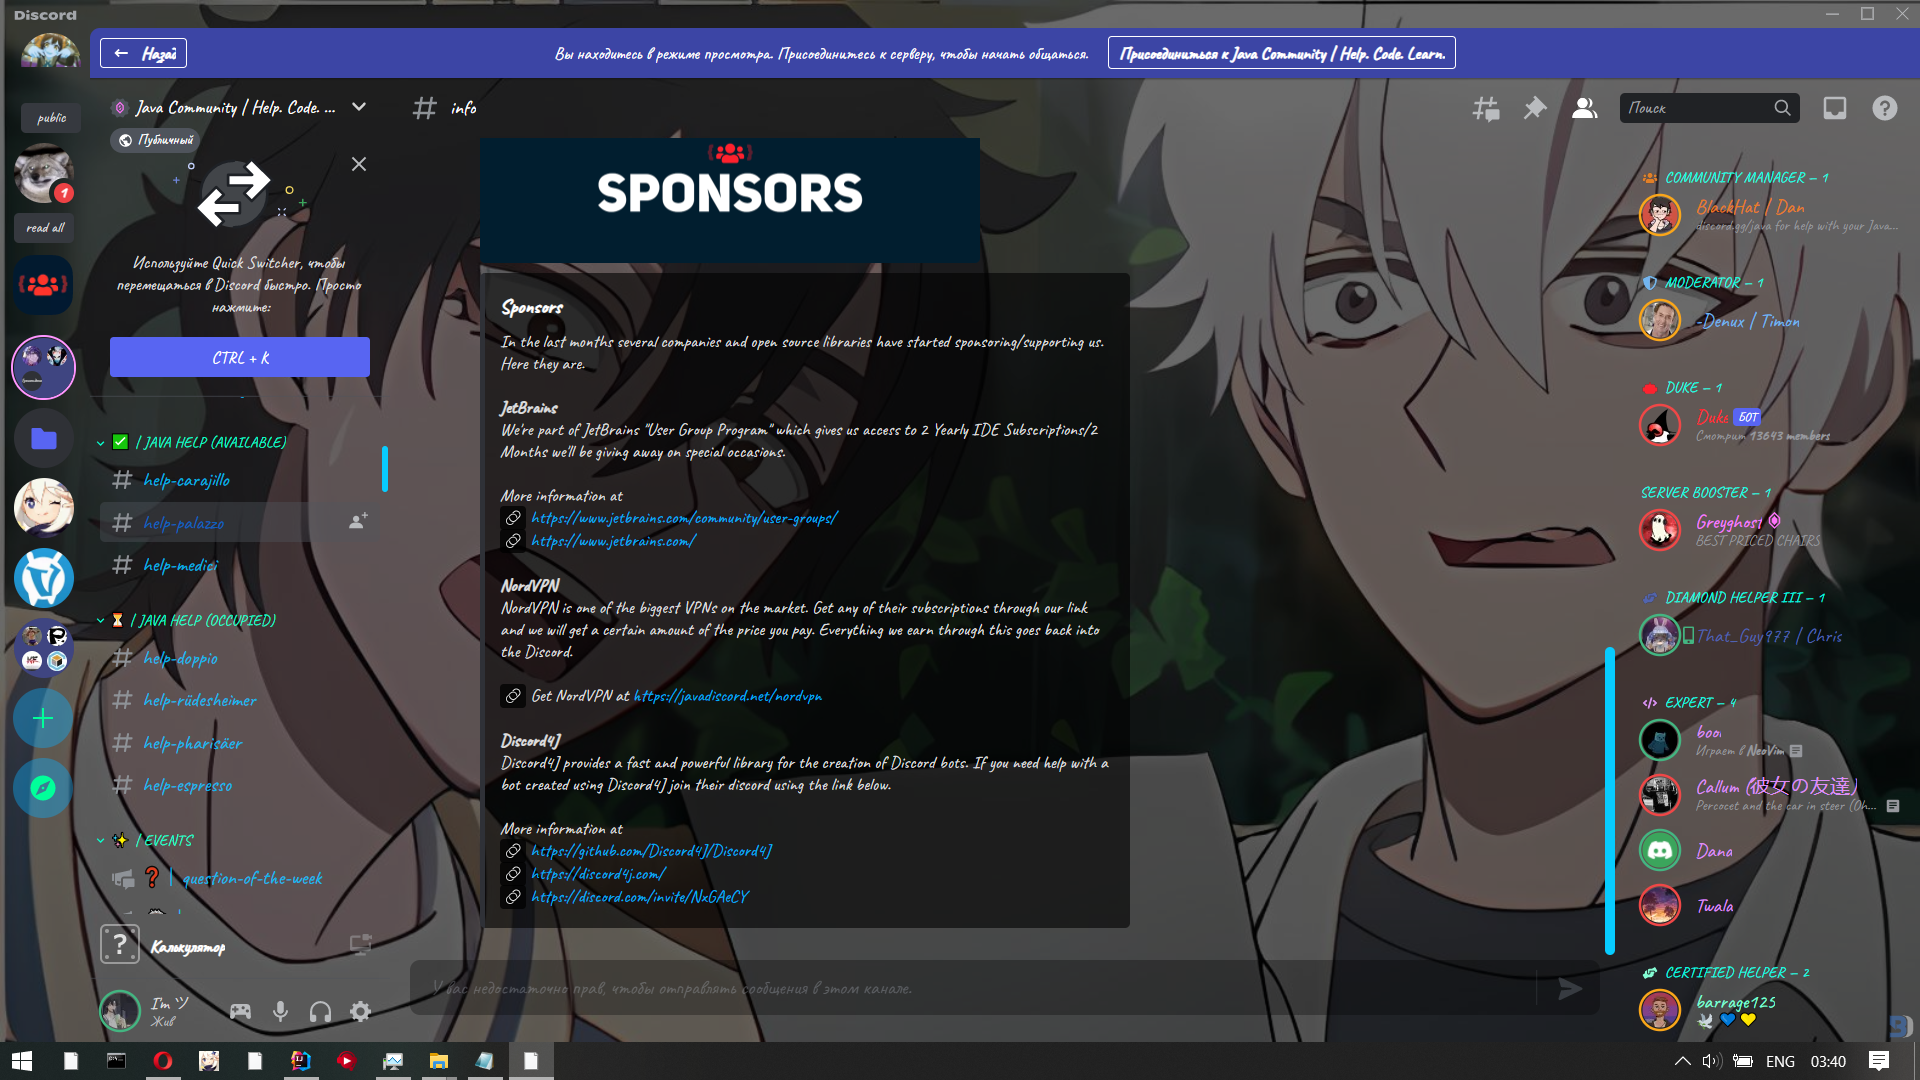 Discord
Назад
Вы находитесь в режиме просмотра. Присоединитесь к серверу, чтобы начать общаться.
Присоединиться к Java Community | Help. Code. Learn.
public
1
read all
Java Community | Help. Code. ...
Публичный
Используйте Quick Switcher, чтобы
перемещаться в Discord быстро. Просто
нажмите:
CTRL + K
| JAVA HELP (AVAILABLE)
help-carajillo
help-palazzo
help-medici
| JAVA HELP (OCCUPIED)
help-doppio
help-rüdesheimer
help-pharisäer
help-espresso
| EVENTS
❓ | question-of-the-week
Калькулятор
I'm ツ
Жив
info
Поиск
SPONSORS
Sponsors
In the last months several companies and open source libraries have started sponsoring/supporting us.
Here they are.
JetBrains
We're part of JetBrains "User Group Program" which gives us access to 2 Yearly IDE Subscriptions/2
Months we'll be giving away on special occasions.
More information at
https://www.jetbrains.com/community/user-groups/
https://www.jetbrains.com/
NordVPN
NordVPN is one of the biggest VPNs on the market. Get any of their subscriptions through our link
and we will get a certain amount of the price you pay. Everything we earn through this goes back into
the Discord.
Get NordVPN at https://javadiscord.net/nordvpn
Discord4J
Discord4J provides a fast and powerful library for the creation of Discord bots. If you need help with a
bot created using Discord4J join their discord using the link below.
More information at
https://github.com/Discord4J/Discord4J
https://discord4j.com/
https://discord.com/invite/NxGAeCY
У вас недостаточно прав, чтобы отправлять сообщения в этом канале.
COMMUNITY MANAGER – 1
BlackHat | Dan
discord.gg/java for help with your Java...
MODERATOR – 1
-Denux | Timon
DUKE – 1
Duke БОТ
Смотрит 13643 members
SERVER BOOSTER – 1
Greyghost
BEST PRICED CHAIRS
DIAMOND HELPER III – 1
That_Guy977 | Chris
EXPERT – 4
booi
Играет в NeoVim
Callum (彼女の友達)
Percocet and the car in steer (Oh...
Dana
Twala
CERTIFIED HELPER – 2
barrage125
ENG
03:40